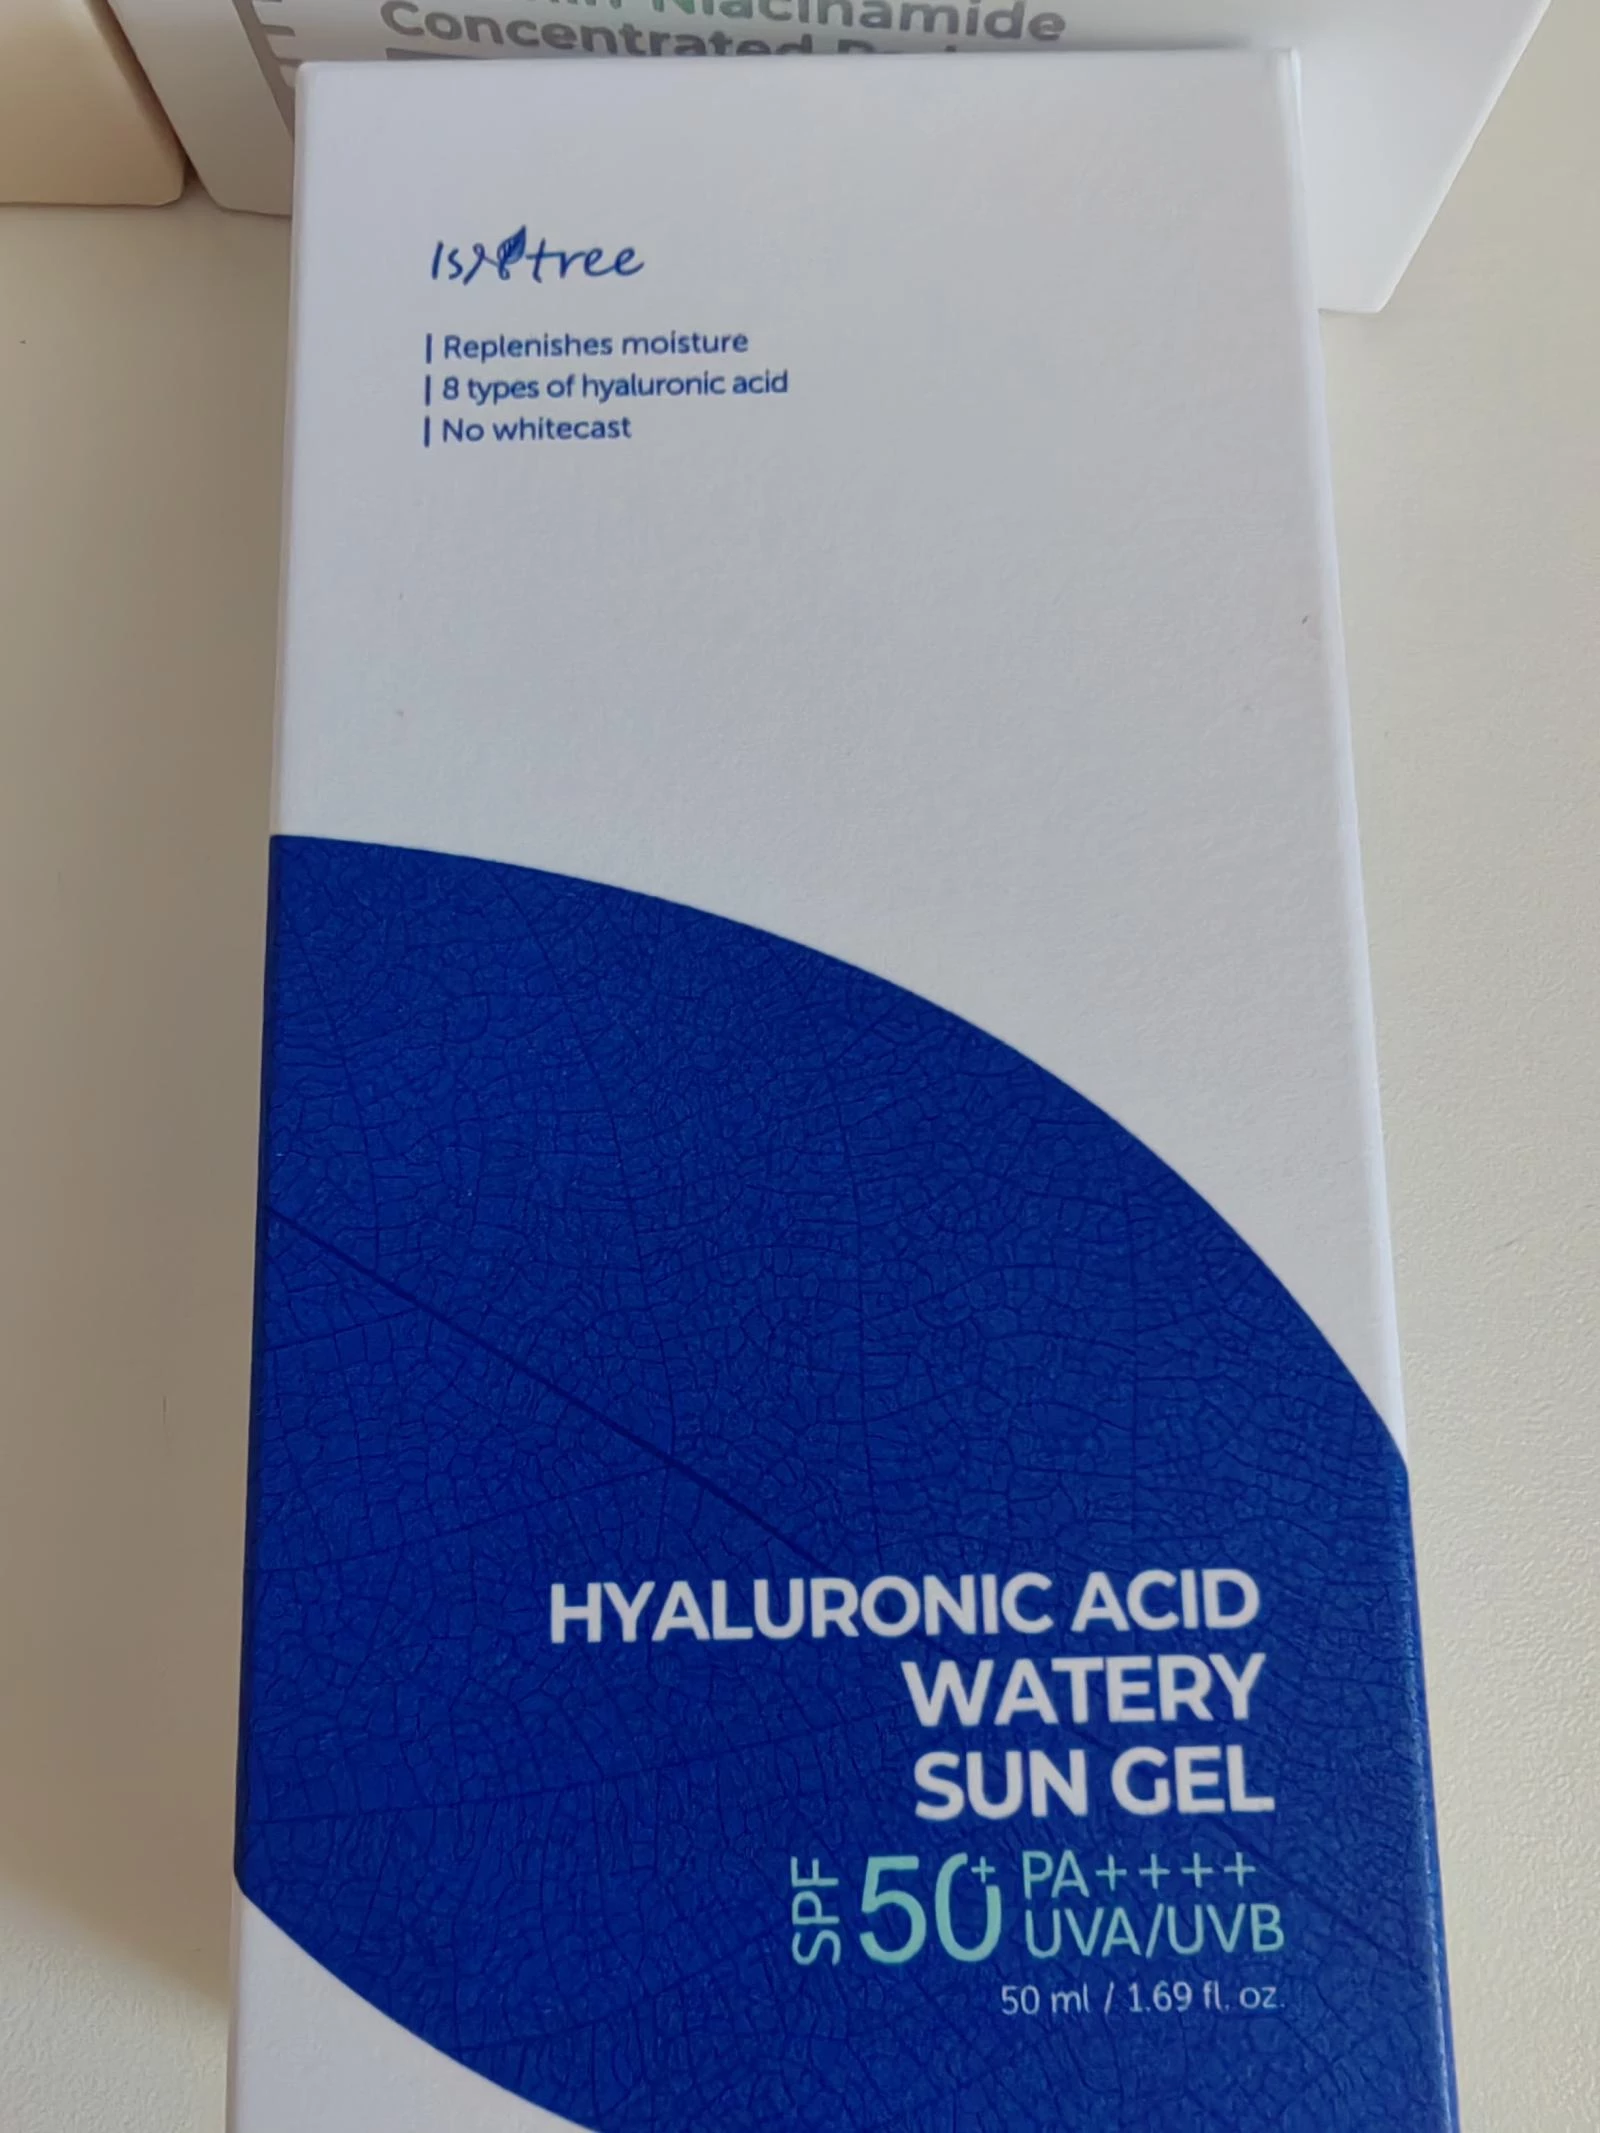 Niacinamide
Concentrated
Isntree
| Replenishes moisture
| 8 types of hyaluronic acid
| No whitecast
HYALURONIC ACID
WATERY
SUN GEL
SPF 50+ PA++++
UVA/UVB
50 ml / 1.69 fl. oz.